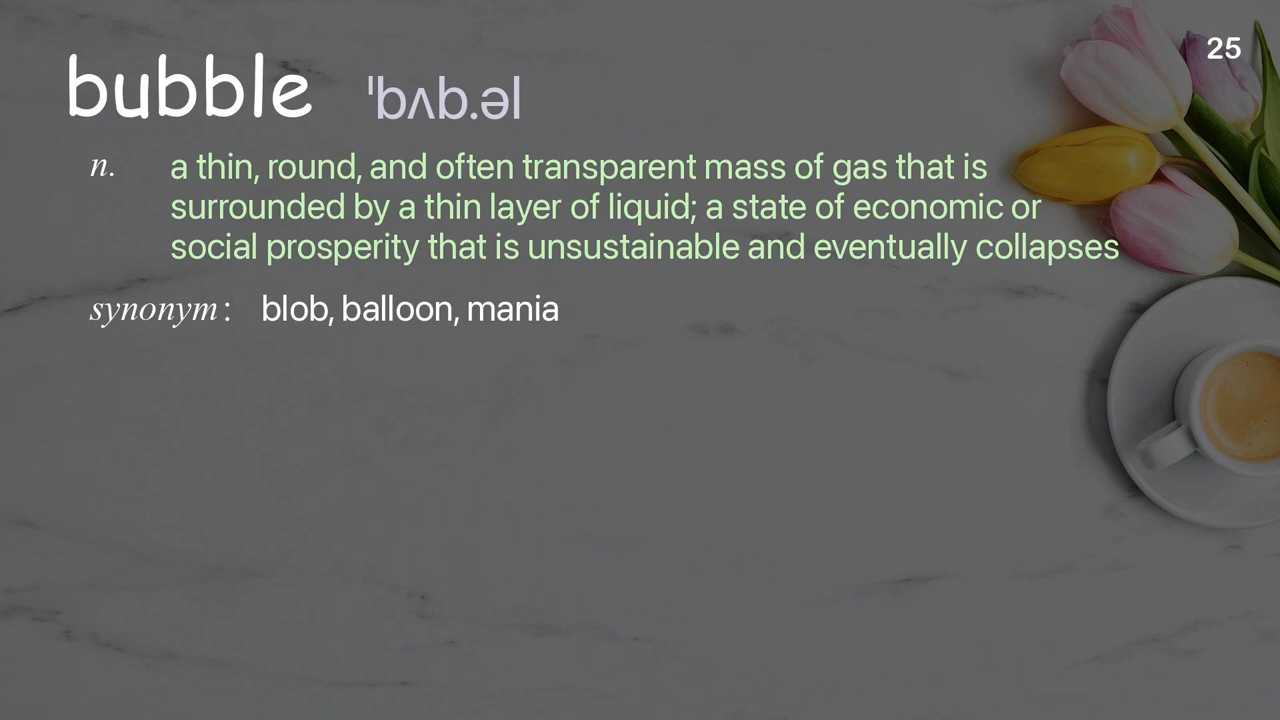 25
bubble ˈbʌb.əl
n. a thin, round, and often transparent mass of gas that is
surrounded by a thin layer of liquid; a state of economic or
social prosperity that is unsustainable and eventually collapses
synonym: blob, balloon, mania